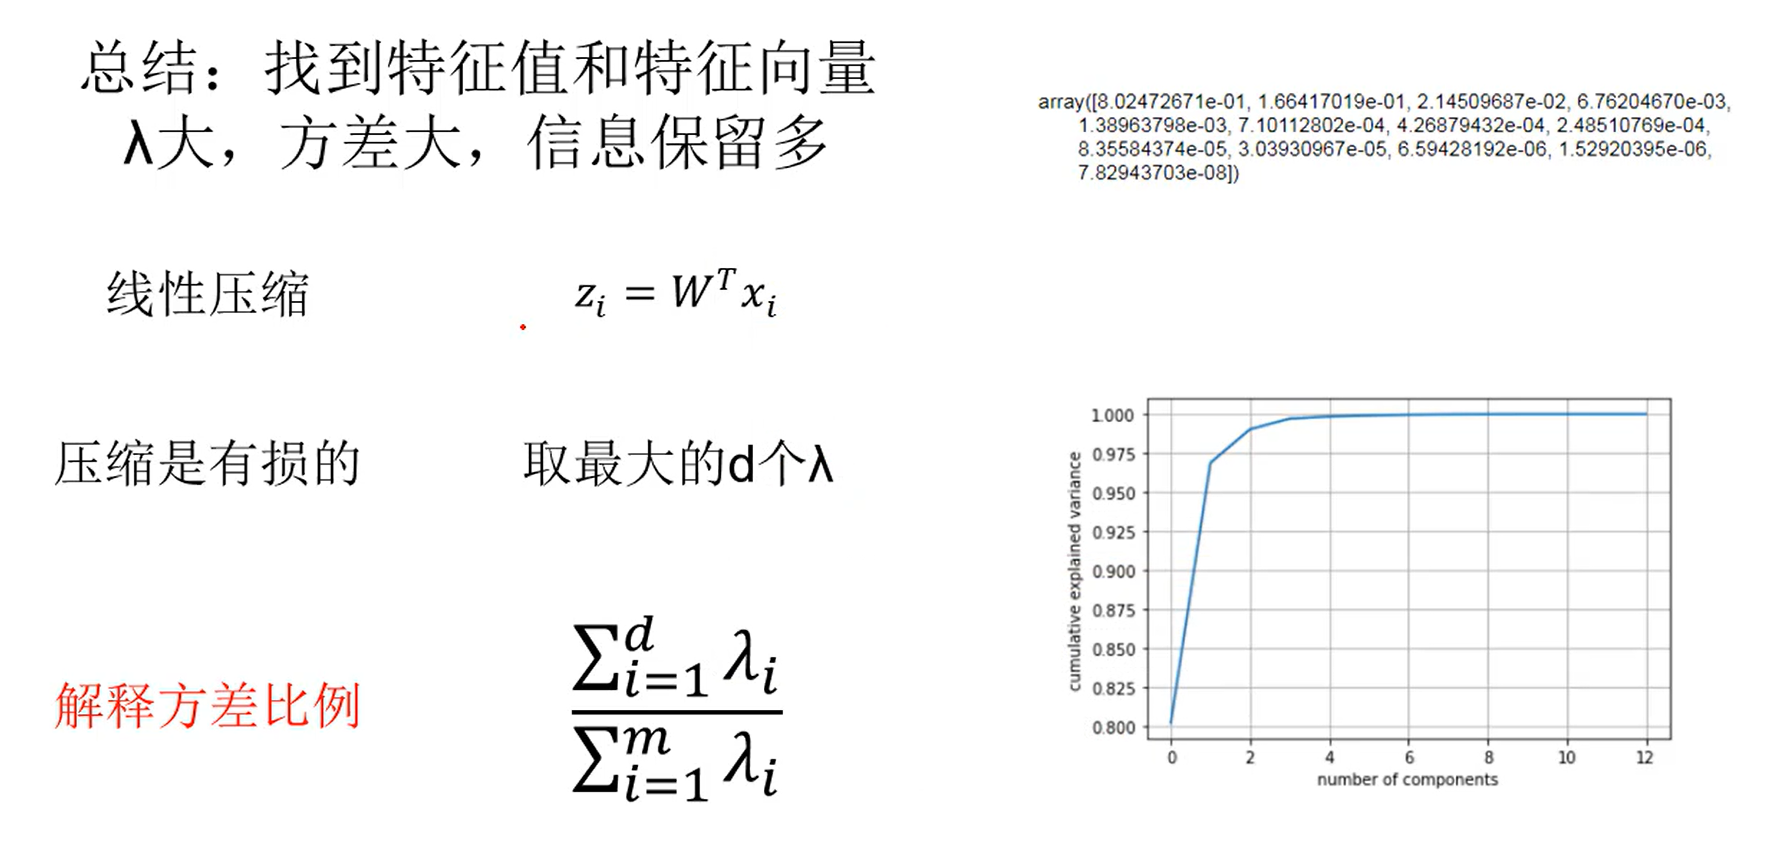 总结：找到特征值和特征向量
λ大，方差大，信息保留多
array([8.02472671e-01, 1.66417019e-01, 2.14509687e-02, 6.76204670e-03,
1.38963798e-03, 7.10112802e-04, 4.26879432e-04, 2.48510769e-04,
8.35584374e-05, 3.03930967e-05, 6.59428192e-06, 1.52920395e-06,
7.82943703e-08])
线性压缩
z_i = W^T x_i
压缩是有损的
取最大的d个λ
解释方差比例
∑_{i=1}^{d} λ_i
∑_{i=1}^{m} λ_i
cumulative explained variance
1.000
0.975
0.950
0.925
0.900
0.875
0.850
0.825
0.800
0 2 4 6 8 10 12
number of components